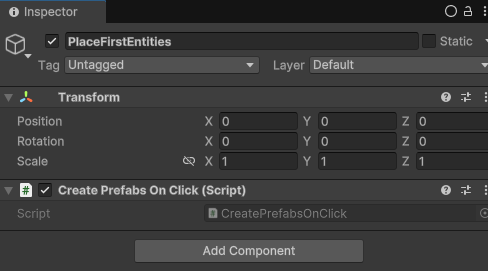 Inspector
PlaceFirstEntities Static
Tag Untagged Layer Default
Transform
Position X 0 Y 0 Z 0
Rotation X 0 Y 0 Z 0
Scale X 1 Y 1 Z 1
# Create Prefabs On Click (Script)
Script CreatePrefabsOnClick
Add Component